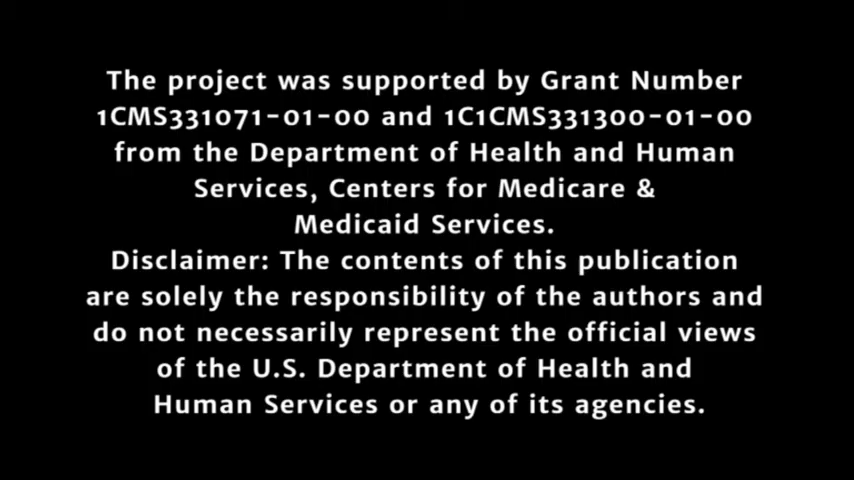 The project was supported by Grant Number
1CMS331071-01-00 and 1C1CMS331300-01-00
from the Department of Health and Human
Services, Centers for Medicare &
Medicaid Services.
Disclaimer: The contents of this publication
are solely the responsibility of the authors and
do not necessarily represent the official views
of the U.S. Department of Health and
Human Services or any of its agencies.